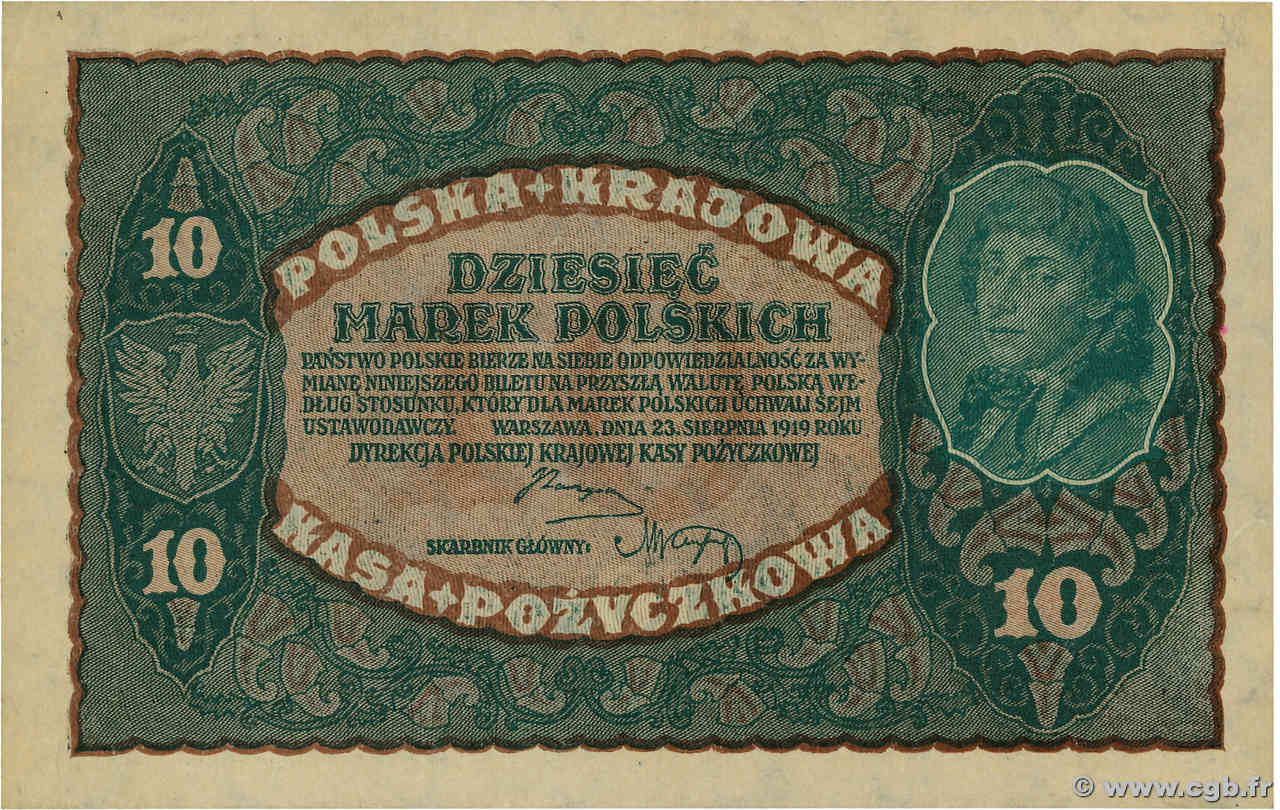 POLSKA + KRAJOWA
10
DZIESIĘĆ
MAREK POLSKICH
PAŃSTWO POLSKIE BIERZE NA SIEBIE ODPOWIEDZIALNOŚĆ ZA WY-
MIANĘ NINIEJSZEGO BILETU NA PRZYSZŁĄ WALUTĘ POLSKĄ WE-
DŁUG STOSUNKU, KTÓRY DLA MAREK POLSKICH UCHWALI SEJM
USTAWODAWCZY. WARSZAWA, DNIA 23. SIERPNIA 1919 ROKU
DYREKCJA POLSKIEJ KRAJOWEJ KASY POŻYCZKOWEJ
SKARBNIK GŁÓWNY:
10
10
KASA + POŻYCZKOWA
© www.cgb.fr